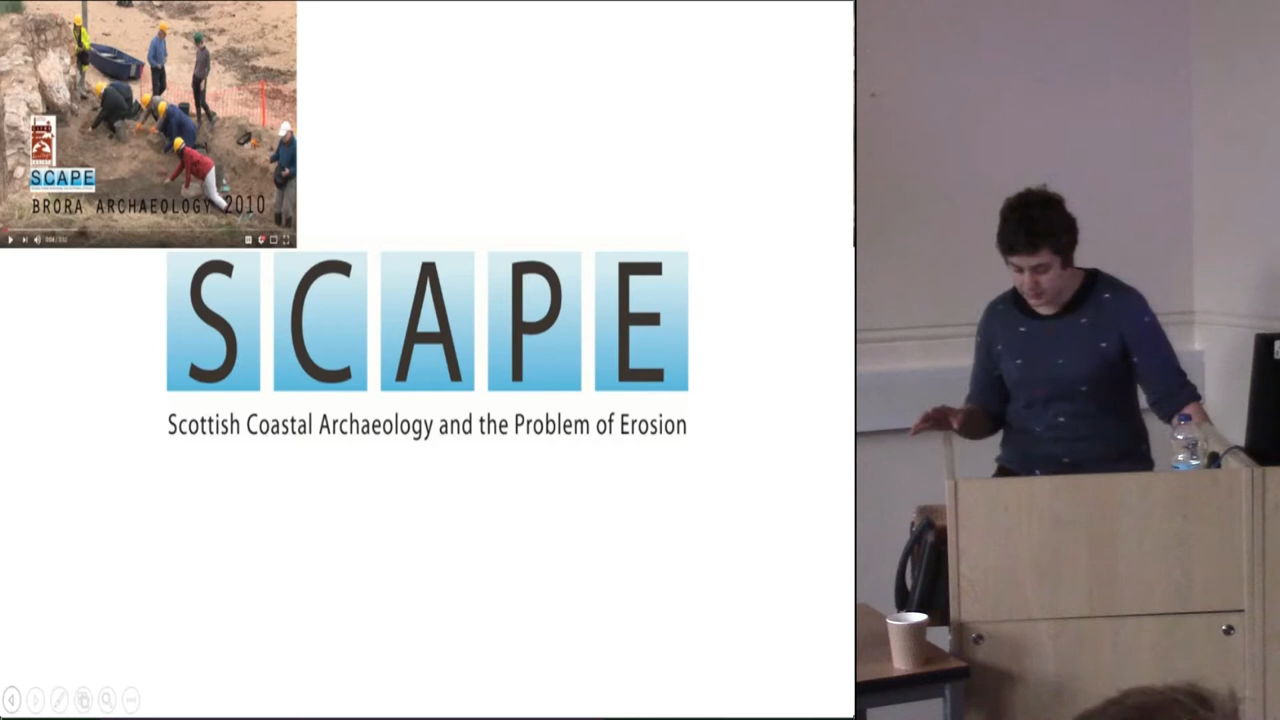 SCAPE
BRORA ARCHAEOLOGY 2010
SCAPE
Scottish Coastal Archaeology and the Problem of Erosion